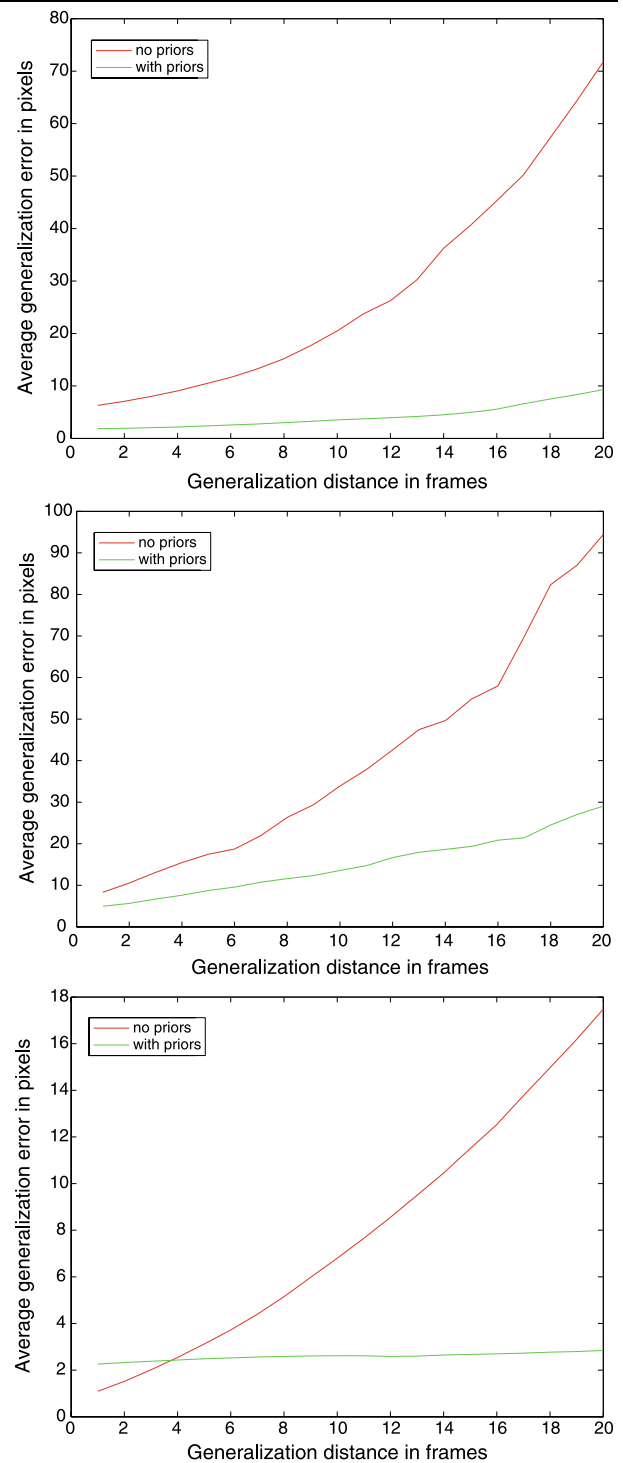 80
70
60
50
40
30
20
10
0
Average generalization error in pixels
no priors
with priors
0 2 4 6 8 10 12 14 16 18 20
Generalization distance in frames
100
90
80
70
60
50
40
30
20
10
0
Average generalization error in pixels
no priors
with priors
0 2 4 6 8 10 12 14 16 18 20
Generalization distance in frames
18
16
14
12
10
8
6
4
2
0
Average generalization error in pixels
no priors
with priors
0 2 4 6 8 10 12 14 16 18 20
Generalization distance in frames